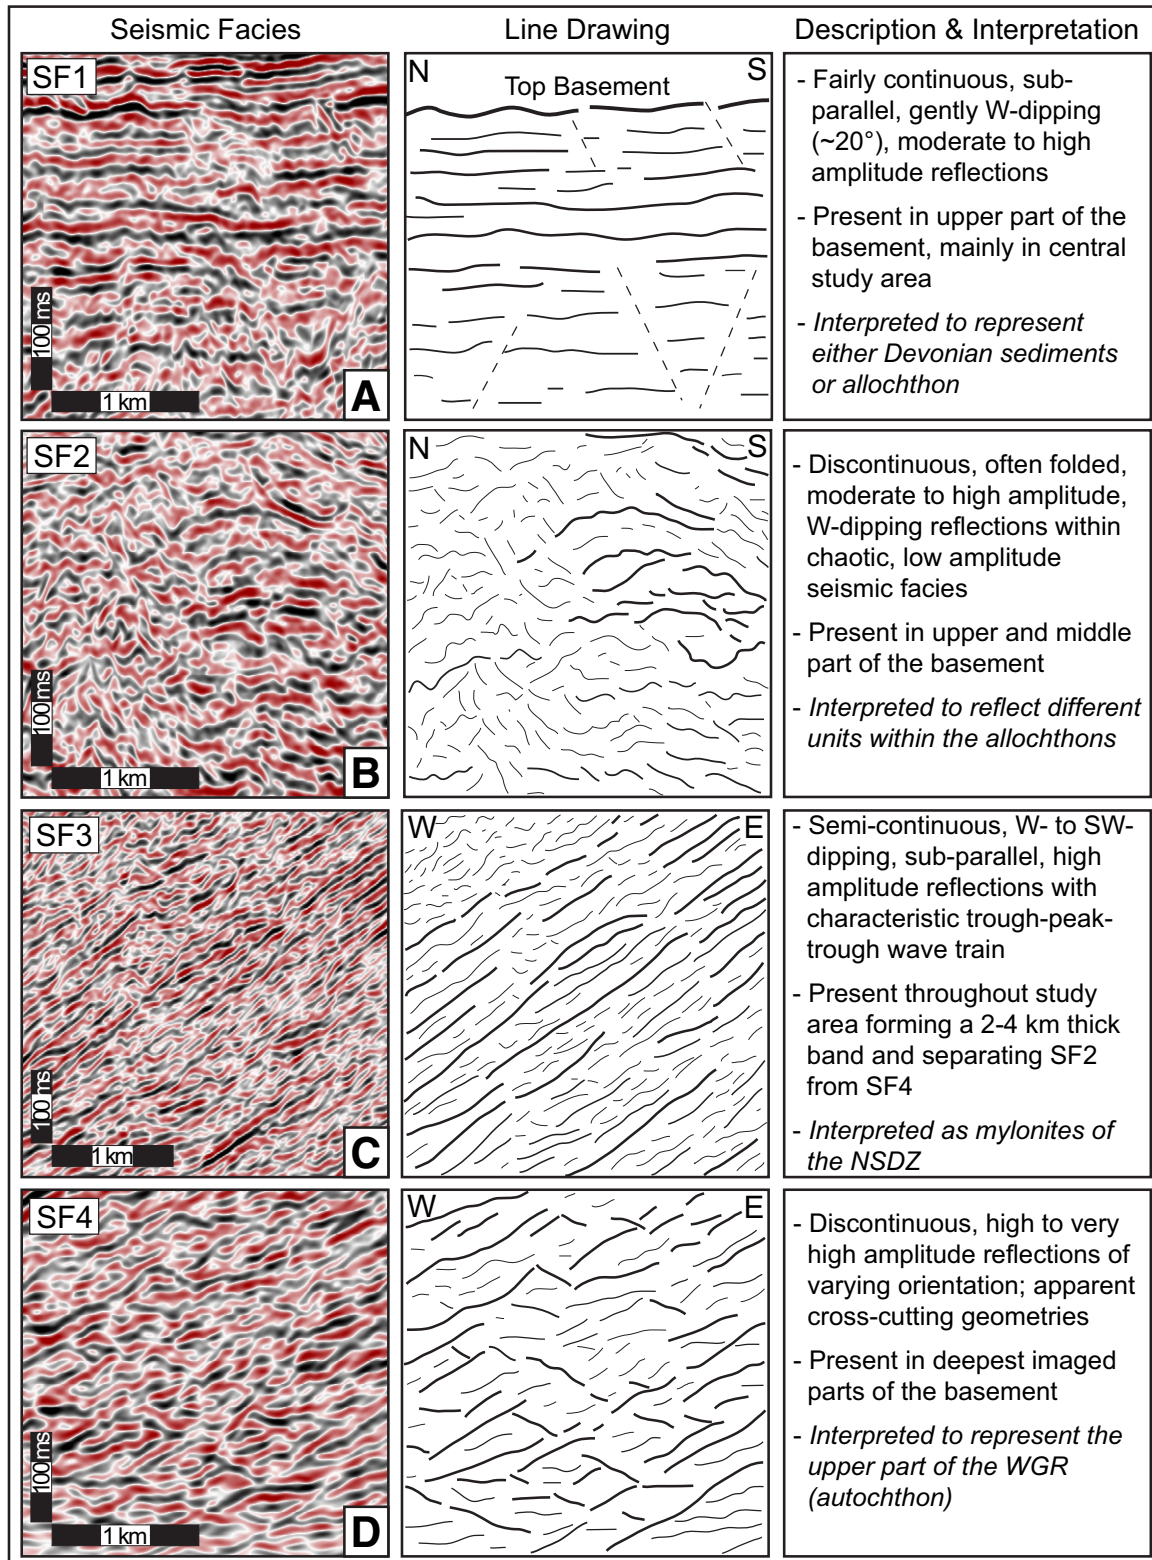 Seismic Facies
Line Drawing
Description & Interpretation
SF1
100 ms
1 km
A
N
S
Top Basement
- Fairly continuous, sub-
parallel, gently W-dipping
(~20°), moderate to high
amplitude reflections
- Present in upper part of the
basement, mainly in central
study area
- Interpreted to represent
either Devonian sediments
or allochthon
SF2
100 ms
1 km
B
N
S
- Discontinuous, often folded,
moderate to high amplitude,
W-dipping reflections within
chaotic, low amplitude
seismic facies
- Present in upper and middle
part of the basement
- Interpreted to reflect different
units within the allochthons
SF3
100 ms
1 km
C
W
E
- Semi-continuous, W- to SW-
dipping, sub-parallel, high
amplitude reflections with
characteristic trough-peak-
trough wave train
- Present throughout study
area forming a 2-4 km thick
band and separating SF2
from SF4
- Interpreted as mylonites of
the NSDZ
SF4
100 ms
1 km
D
W
E
- Discontinuous, high to very
high amplitude reflections of
varying orientation; apparent
cross-cutting geometries
- Present in deepest imaged
parts of the basement
- Interpreted to represent the
upper part of the WGR
(autochthon)